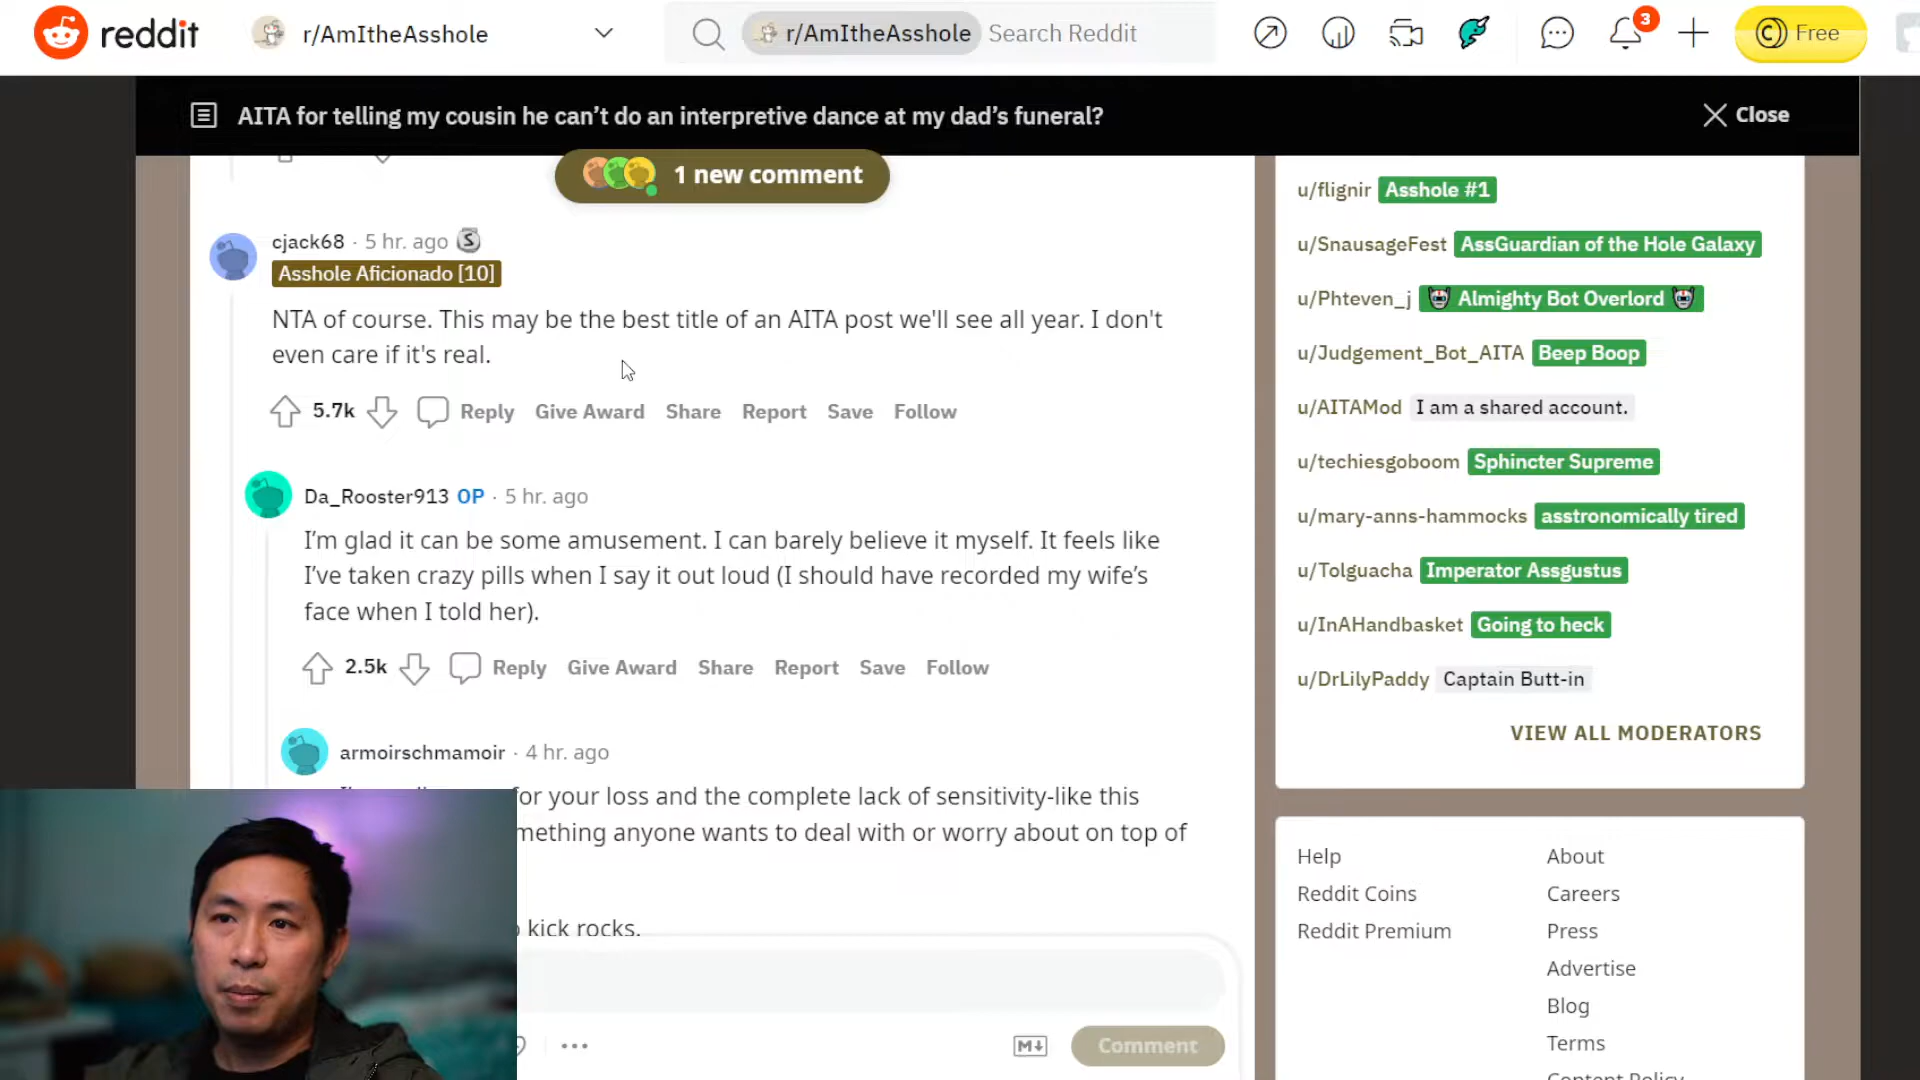 reddit
r/AmItheAsshole
r/AmItheAsshole Search Reddit
3
Free
AITA for telling my cousin he can’t do an interpretive dance at my dad’s funeral?
Close
1 new comment
cjack68 · 5 hr. ago
Asshole Aficionado [10]
NTA of course. This may be the best title of an AITA post we'll see all year. I don't
even care if it's real.
5.7k Reply Give Award Share Report Save Follow
Da_Rooster913 OP · 5 hr. ago
I’m glad it can be some amusement. I can barely believe it myself. It feels like
I’ve taken crazy pills when I say it out loud (I should have recorded my wife’s
face when I told her).
2.5k Reply Give Award Share Report Save Follow
armoirschmamoir · 4 hr. ago
for your loss and the complete lack of sensitivity-like this
mething anyone wants to deal with or worry about on top of
kick rocks.
M↓
Comment
u/flignir Asshole #1
u/SnausageFest AssGuardian of the Hole Galaxy
u/Phteven_j Almighty Bot Overlord
u/Judgement_Bot_AITA Beep Boop
u/AITAMod I am a shared account.
u/techiesgoboom Sphincter Supreme
u/mary-anns-hammocks asstronomically tired
u/Tolguacha Imperator Assgustus
u/InAHandbasket Going to heck
u/DrLilyPaddy Captain Butt-in
VIEW ALL MODERATORS
Help
Reddit Coins
Reddit Premium
About
Careers
Press
Advertise
Blog
Terms
Content Policy